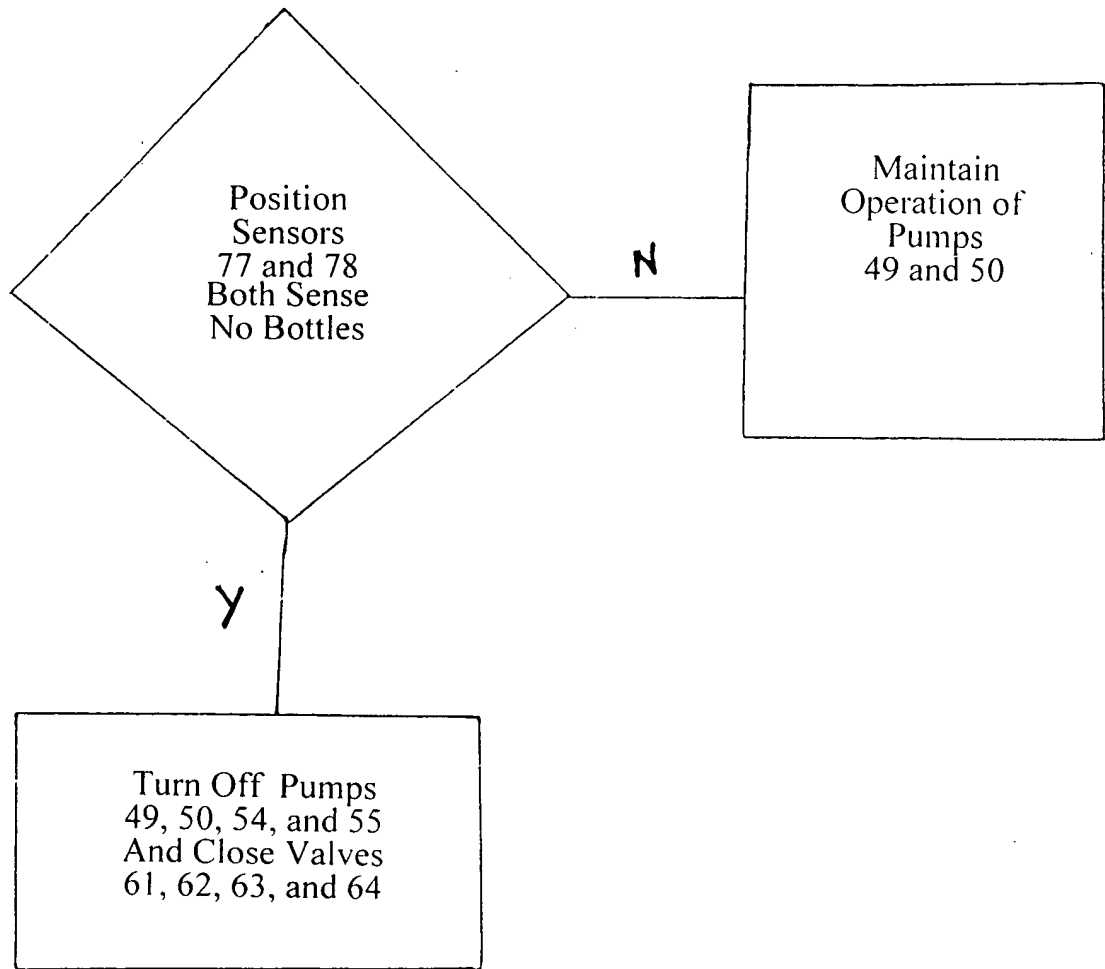 Position
Sensors
77 and 78
Both Sense
No Bottles
N
Maintain
Operation of
Pumps
49 and 50
Y
Turn Off Pumps
49, 50, 54, and 55
And Close Valves
61, 62, 63, and 64